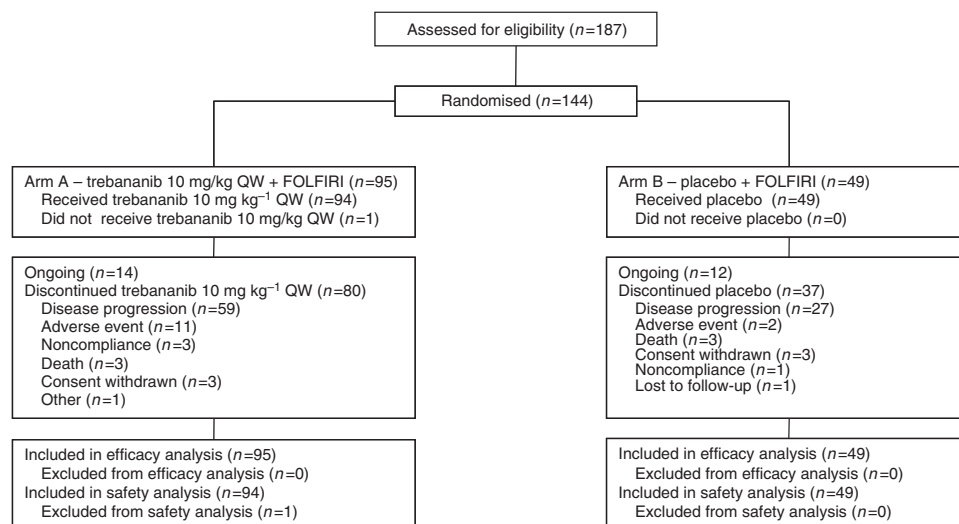 Assessed for eligibility (n=187)
Randomised (n=144)
Arm A – trebananib 10 mg/kg QW + FOLFIRI (n=95)
Received trebananib 10 mg kg⁻¹ QW (n=94)
Did not receive trebananib 10 mg/kg QW (n=1)
Ongoing (n=14)
Discontinued trebananib 10 mg kg⁻¹ QW (n=80)
Disease progression (n=59)
Adverse event (n=11)
Noncompliance (n=3)
Death (n=3)
Consent withdrawn (n=3)
Other (n=1)
Included in efficacy analysis (n=95)
Excluded from efficacy analysis (n=0)
Included in safety analysis (n=94)
Excluded from safety analysis (n=1)
Arm B – placebo + FOLFIRI (n=49)
Received placebo (n=49)
Did not receive placebo (n=0)
Ongoing (n=12)
Discontinued placebo (n=37)
Disease progression (n=27)
Adverse event (n=2)
Death (n=3)
Consent withdrawn (n=3)
Noncompliance (n=1)
Lost to follow-up (n=1)
Included in efficacy analysis (n=49)
Excluded from efficacy analysis (n=0)
Included in safety analysis (n=49)
Excluded from safety analysis (n=0)